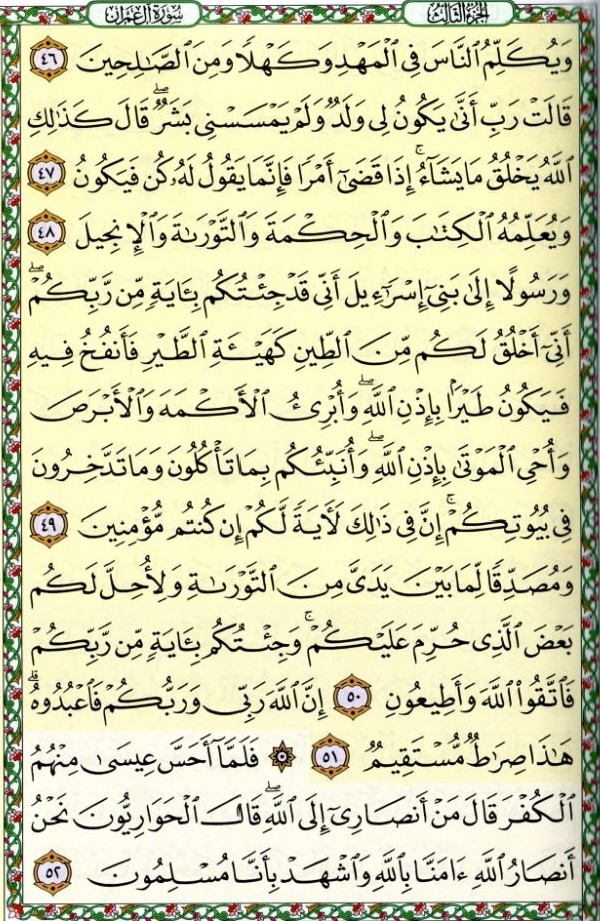 الجزء الثالث
سورة آل عمران
وَيُكَلِّمُ ٱلنَّاسَ فِى ٱلْمَهْدِ وَكَهْلًا وَمِنَ ٱلصَّٰلِحِينَ ٤٦
قَالَتْ رَبِّ أَنَّىٰ يَكُونُ لِى وَلَدٌ وَلَمْ يَمْسَسْنِى بَشَرٌ ۖ قَالَ كَذَٰلِكِ
ٱللَّهُ يَخْلُقُ مَا يَشَآءُ ۚ إِذَا قَضَىٰٓ أَمْرًا فَإِنَّمَا يَقُولُ لَهُۥ كُن فَيَكُونُ ٤٧
وَيُعَلِّمُهُ ٱلْكِتَٰبَ وَٱلْحِكْمَةَ وَٱلتَّوْرَىٰةَ وَٱلْإِنجِيلَ ٤٨
وَرَسُولًا إِلَىٰ بَنِىٓ إِسْرَٰٓءِيلَ أَنِّى قَدْ جِئْتُكُم بِـَٔايَةٍ مِّن رَّبِّكُمْ ۖ
أَنِّىٓ أَخْلُقُ لَكُم مِّنَ ٱلطِّينِ كَهَيْـَٔةِ ٱلطَّيْرِ فَأَنفُخُ فِيهِ
فَيَكُونُ طَيْرًۢا بِإِذْنِ ٱللَّهِ ۖ وَأُبْرِئُ ٱلْأَكْمَهَ وَٱلْأَبْرَصَ
وَأُحْىِ ٱلْمَوْتَىٰ بِإِذْنِ ٱللَّهِ ۖ وَأُنَبِّئُكُم بِمَا تَأْكُلُونَ وَمَا تَدَّخِرُونَ
فِى بُيُوتِكُمْ ۚ إِنَّ فِى ذَٰلِكَ لَـَٔايَةً لَّكُمْ إِن كُنتُم مُّؤْمِنِينَ ٤٩
وَمُصَدِّقًا لِّمَا بَيْنَ يَدَىَّ مِنَ ٱلتَّوْرَىٰةِ وَلِأُحِلَّ لَكُم
بَعْضَ ٱلَّذِى حُرِّمَ عَلَيْكُمْ ۚ وَجِئْتُكُم بِـَٔايَةٍ مِّن رَّبِّكُمْ
فَٱتَّقُوا۟ ٱللَّهَ وَأَطِيعُونِ ٥٠ إِنَّ ٱللَّهَ رَبِّى وَرَبُّكُمْ فَٱعْبُدُوهُ ۗ
هَٰذَا صِرَٰطٌ مُّسْتَقِيمٌ ٥١ ۞ فَلَمَّآ أَحَسَّ عِيسَىٰ مِنْهُمُ
ٱلْكُفْرَ قَالَ مَنْ أَنصَارِىٓ إِلَى ٱللَّهِ ۖ قَالَ ٱلْحَوَارِيُّونَ نَحْنُ
أَنصَارُ ٱللَّهِ ءَامَنَّا بِٱللَّهِ وَٱشْهَدْ بِأَنَّا مُسْلِمُونَ ٥٢